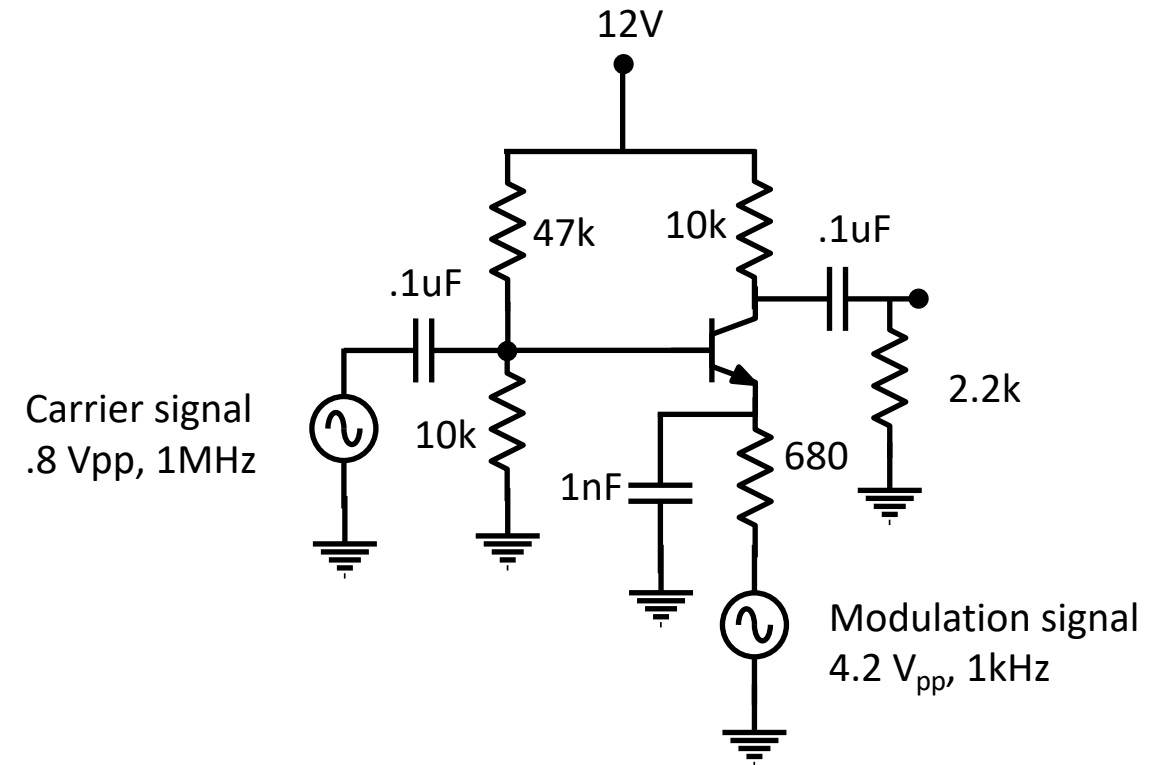 12V
47k
10k
.1uF
.1uF
Carrier signal
.8 Vpp, 1MHz
10k
2.2k
680
1nF
Modulation signal
4.2 Vpp, 1kHz